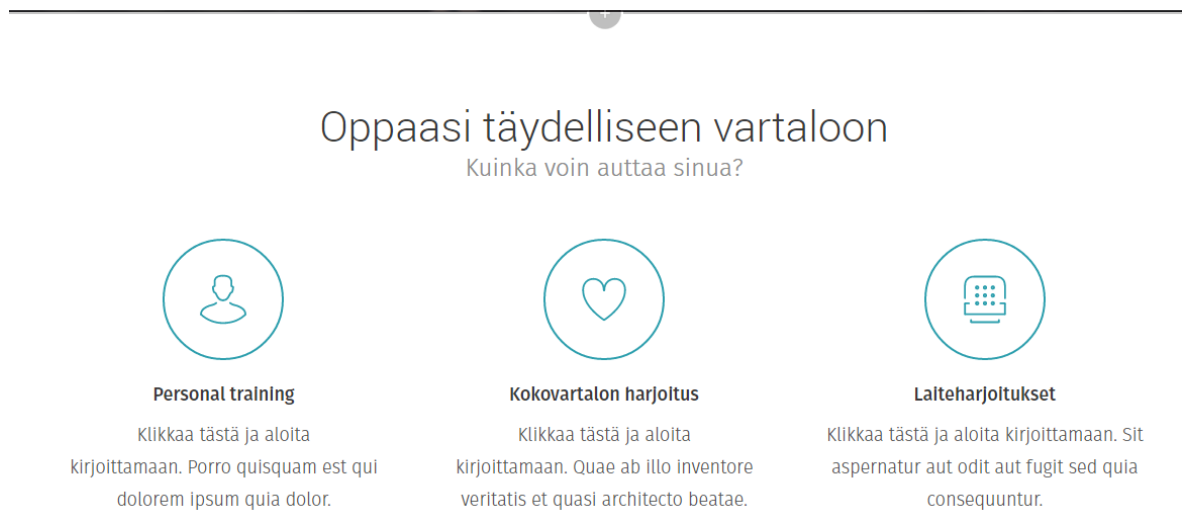 Oppaasi täydelliseen vartaloon
Kuinka voin auttaa sinua?
Personal training
Klikkaa tästä ja aloita
kirjoittamaan. Porro quisquam est qui
dolorem ipsum quia dolor.
Kokovartalon harjoitus
Klikkaa tästä ja aloita
kirjoittamaan. Quae ab illo inventore
veritatis et quasi architecto beatae.
Laiteharjoitukset
Klikkaa tästä ja aloita kirjoittamaan. Sit
aspernatur aut odit aut fugit sed quia
consequuntur.